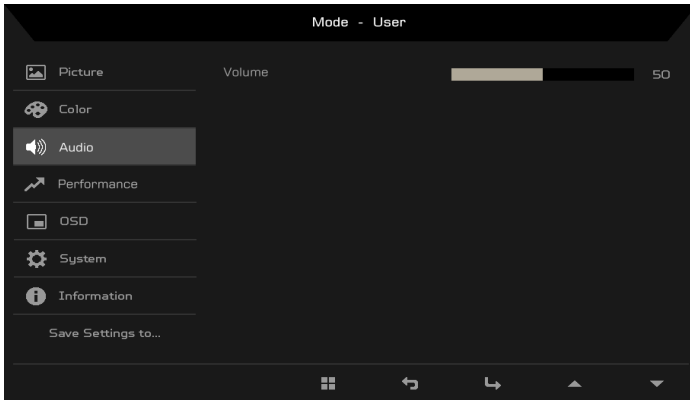 Mode - User
Picture
Volume 50
Color
Audio
Performance
OSD
System
Information
Save Settings to...